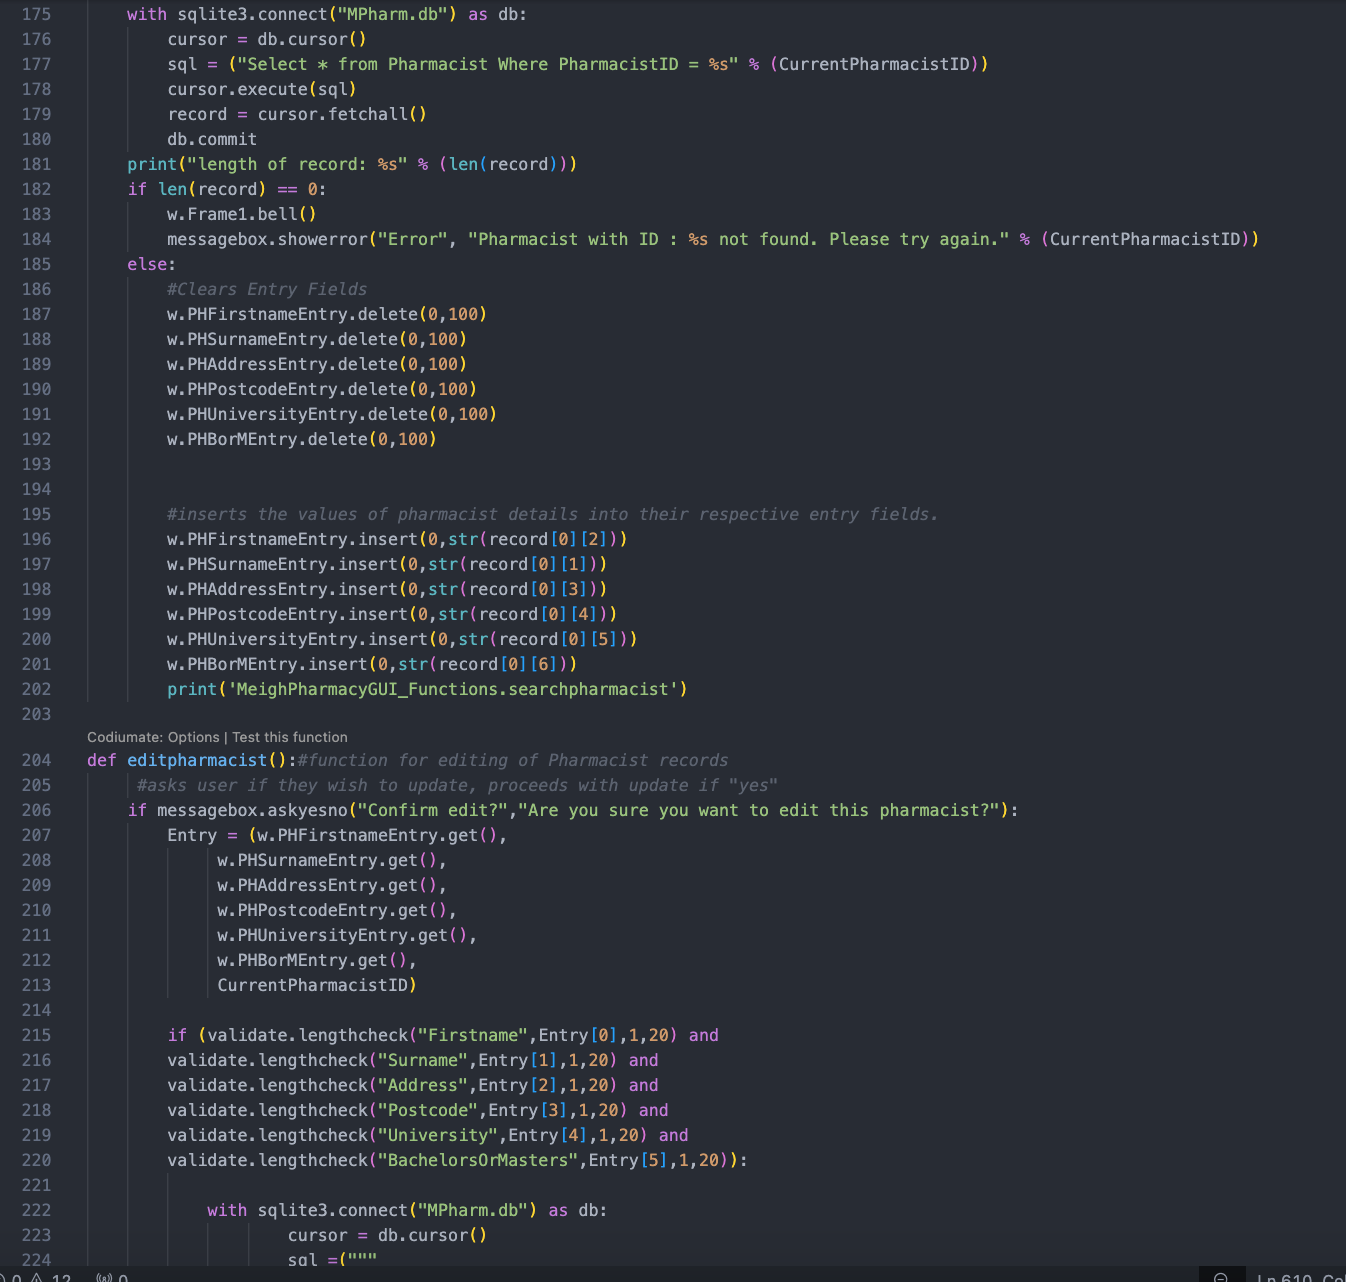 175 with sqlite3.connect("MPharm.db") as db:
176 cursor = db.cursor()
177 sql = ("Select * from Pharmacist Where PharmacistID = %s" % (CurrentPharmacistID))
178 cursor.execute(sql)
179 record = cursor.fetchall()
180 db.commit
181 print("length of record: %s" % (len(record)))
182 if len(record) == 0:
183 w.Frame1.bell()
184 messagebox.showerror("Error", "Pharmacist with ID : %s not found. Please try again." % (CurrentPharmacistID))
185 else:
186 #Clears Entry Fields
187 w.PHFirstnameEntry.delete(0,100)
188 w.PHSurnameEntry.delete(0,100)
189 w.PHAddressEntry.delete(0,100)
190 w.PHPostcodeEntry.delete(0,100)
191 w.PHUniversityEntry.delete(0,100)
192 w.PHBorMEntry.delete(0,100)
193
194
195 #inserts the values of pharmacist details into their respective entry fields.
196 w.PHFirstnameEntry.insert(0,str(record[0][2]))
197 w.PHSurnameEntry.insert(0,str(record[0][1]))
198 w.PHAddressEntry.insert(0,str(record[0][3]))
199 w.PHPostcodeEntry.insert(0,str(record[0][4]))
200 w.PHUniversityEntry.insert(0,str(record[0][5]))
201 w.PHBorMEntry.insert(0,str(record[0][6]))
202 print('MeighPharmacyGUI_Functions.searchpharmacist')
203
Codiumate: Options | Test this function
204 def editpharmacist():#function for editing of Pharmacist records
205 #asks user if they wish to update, proceeds with update if "yes"
206 if messagebox.askyesno("Confirm edit?","Are you sure you want to edit this pharmacist?"):
207 Entry = (w.PHFirstnameEntry.get(),
208 w.PHSurnameEntry.get(),
209 w.PHAddressEntry.get(),
210 w.PHPostcodeEntry.get(),
211 w.PHUniversityEntry.get(),
212 w.PHBorMEntry.get(),
213 CurrentPharmacistID)
214
215 if (validate.lengthcheck("Firstname",Entry[0],1,20) and
216 validate.lengthcheck("Surname",Entry[1],1,20) and
217 validate.lengthcheck("Address",Entry[2],1,20) and
218 validate.lengthcheck("Postcode",Entry[3],1,20) and
219 validate.lengthcheck("University",Entry[4],1,20) and
220 validate.lengthcheck("BachelorsOrMasters",Entry[5],1,20)):
221
222 with sqlite3.connect("MPharm.db") as db:
223 cursor = db.cursor()
224 sql =("""
0 12 0 Ln 610, Co